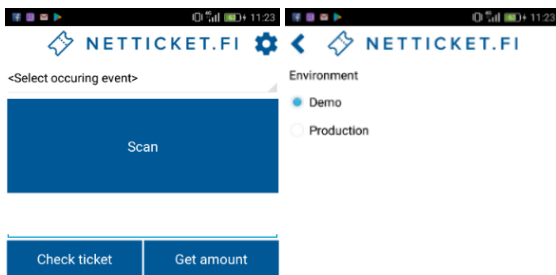 11:23
NETTICKET.FI
<Select occuring event>
Scan
Check ticket
Get amount
11:23
NETTICKET.FI
Environment
Demo
Production